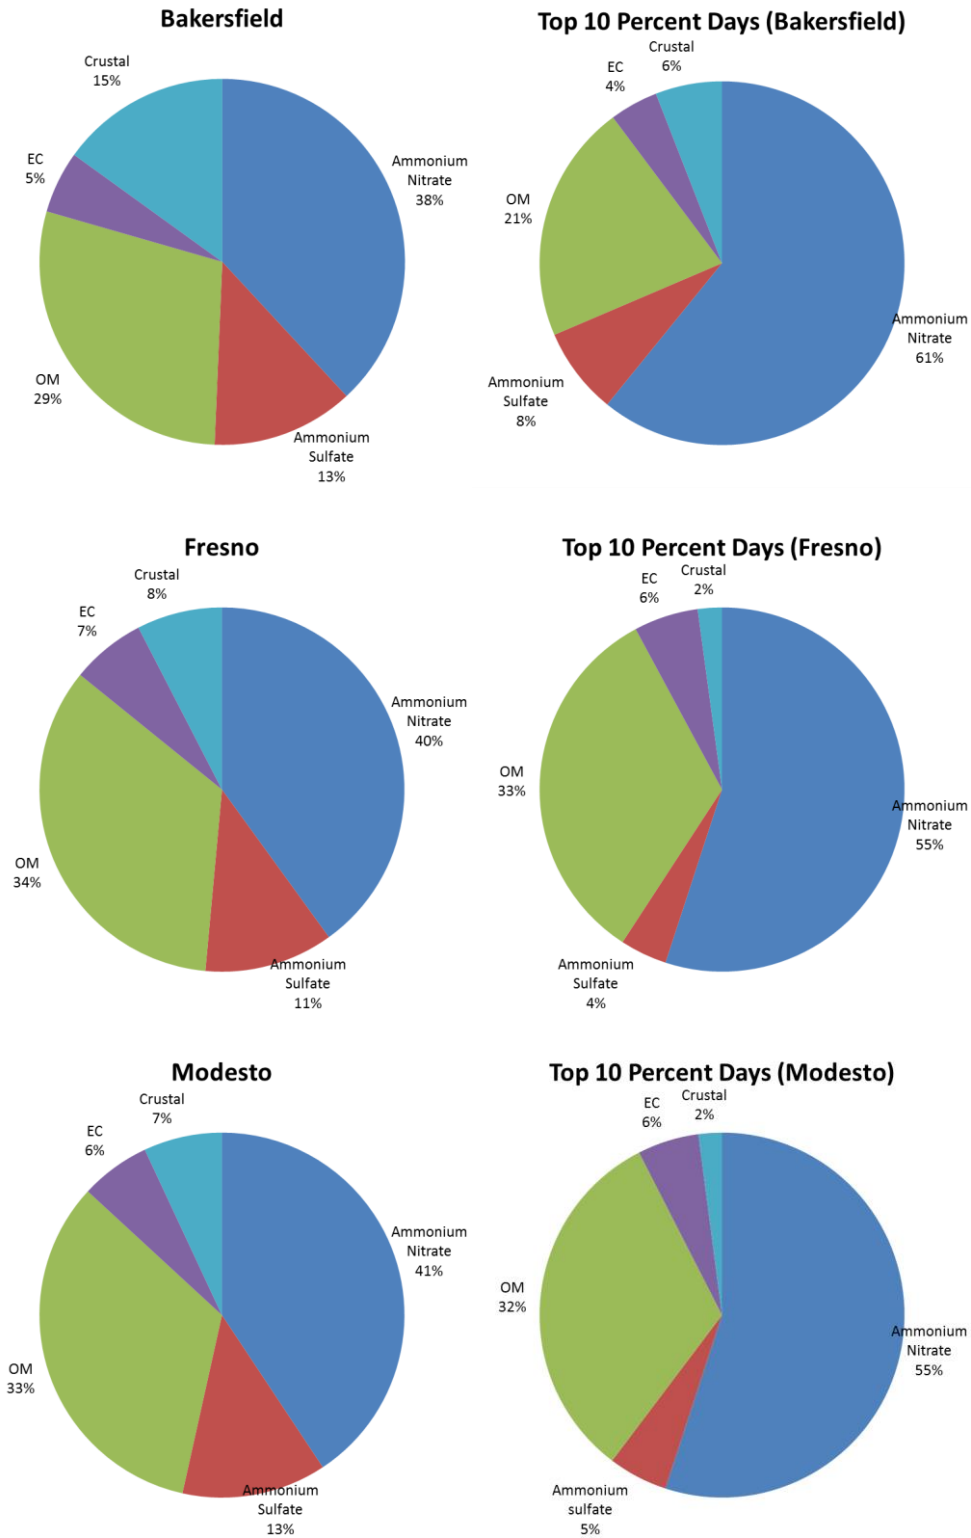 Bakersfield
Crustal
15%
EC
5%
OM
29%
Ammonium
Nitrate
38%
Ammonium
Sulfate
13%
Top 10 Percent Days (Bakersfield)
Crustal
6%
EC
4%
OM
21%
Ammonium
Sulfate
8%
Ammonium
Nitrate
61%
Fresno
Crustal
8%
EC
7%
OM
34%
Ammonium
Nitrate
40%
Ammonium
Sulfate
11%
Top 10 Percent Days (Fresno)
Crustal
2%
EC
6%
OM
33%
Ammonium
Sulfate
4%
Ammonium
Nitrate
55%
Modesto
Crustal
7%
EC
6%
OM
33%
Ammonium
Nitrate
41%
Ammonium
Sulfate
13%
Top 10 Percent Days (Modesto)
Crustal
2%
EC
6%
OM
32%
Ammonium
sulfate
5%
Ammonium
Nitrate
55%